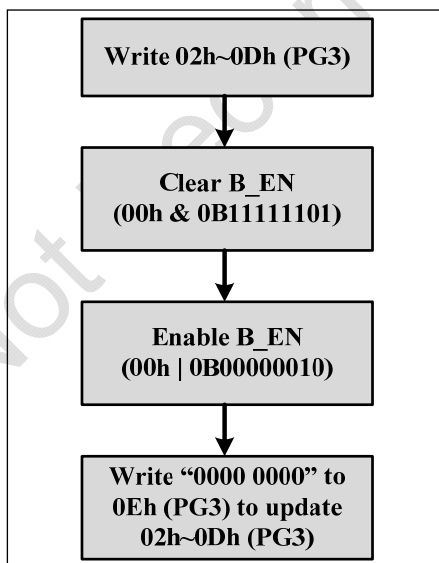 Write 02h~0Dh (PG3)
Clear B_EN
(00h & 0B11111101)
Enable B_EN
(00h | 0B00000010)
Write “0000 0000” to
0Eh (PG3) to update
02h~0Dh (PG3)